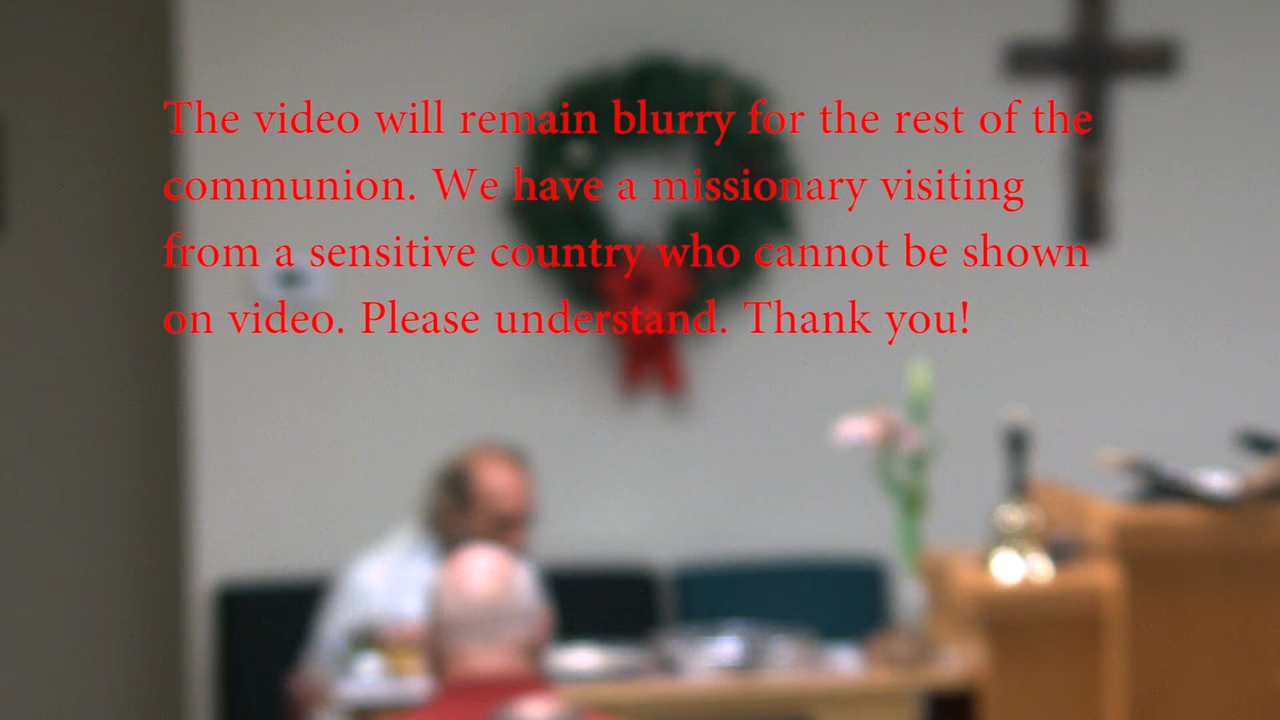 The video will remain blurry for the rest of the
communion. We have a missionary visiting
from a sensitive country who cannot be shown
on video. Please understand. Thank you!